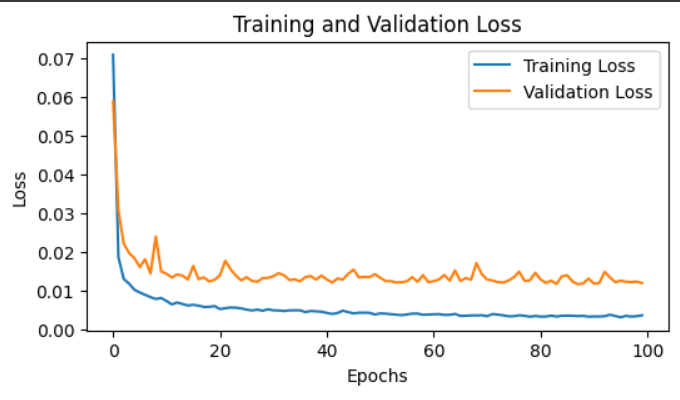 Training and Validation Loss
Training Loss
Validation Loss
0.07
0.06
0.05
0.04
0.03
0.02
0.01
0.00
Loss
0 20 40 60 80 100
Epochs